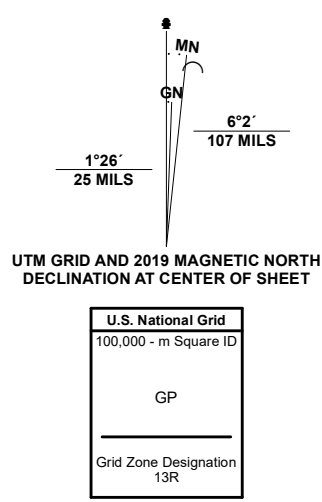 MN
GN
6°2´
107 MILS
1°26´
25 MILS
UTM GRID AND 2019 MAGNETIC NORTH
DECLINATION AT CENTER OF SHEET
U.S. National Grid
100,000 - m Square ID
GP
Grid Zone Designation
13R